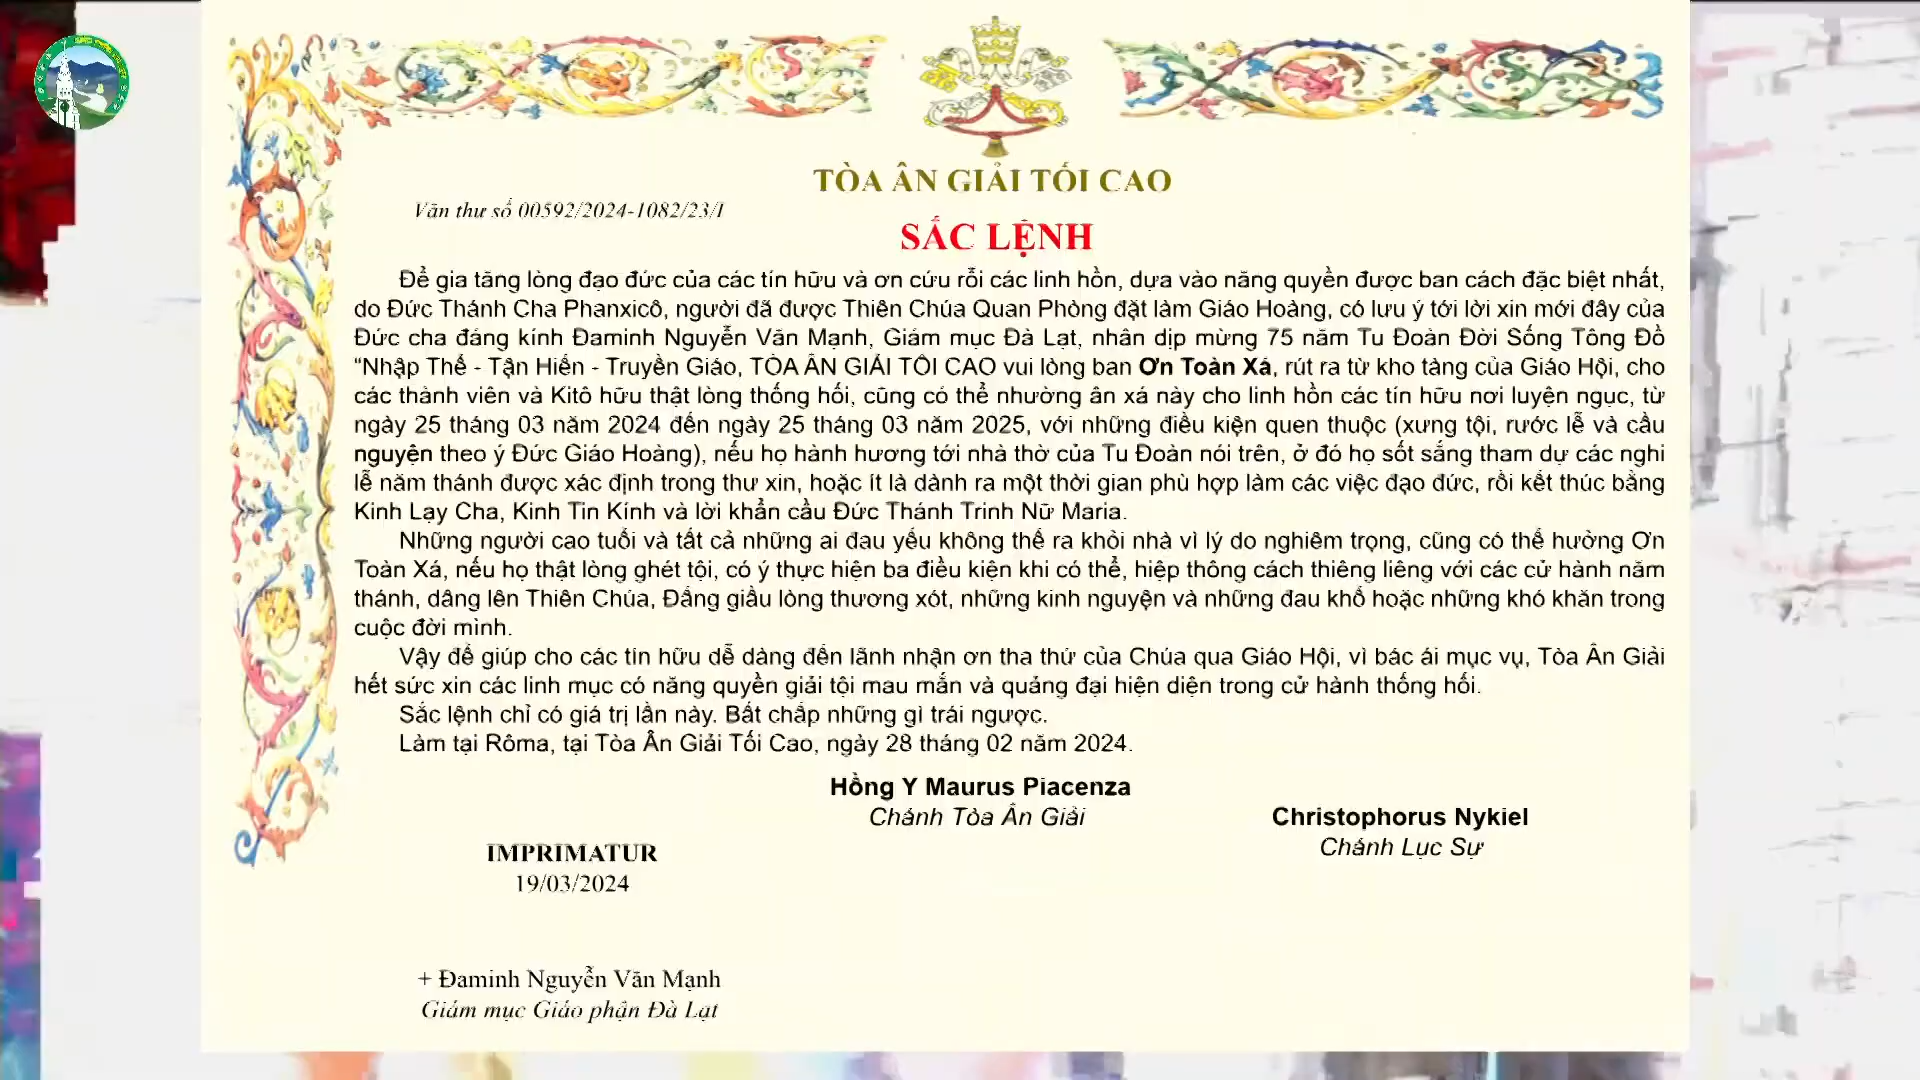 TÒA ÂN GIẢI TỐI CAO
Văn thư số 00592/2024-1082/23/I
SẮC LỆNH
Để gia tăng lòng đạo đức của các tín hữu và ơn cứu rỗi các linh hồn, dựa vào năng quyền được ban cách đặc biệt nhất,
do Đức Thánh Cha Phanxicô, người đã được Thiên Chúa Quan Phòng đặt làm Giáo Hoàng, có lưu ý tới lời xin mới đây của
Đức cha đáng kính Đaminh Nguyễn Văn Mạnh, Giám mục Đà Lạt, nhân dịp mừng 75 năm Tu Đoàn Đời Sống Tông Đồ
“Nhập Thể - Tận Hiến - Truyền Giáo, TÒA ÂN GIẢI TỐI CAO vui lòng ban Ơn Toàn Xá, rút ra từ kho tàng của Giáo Hội, cho
các thành viên và Kitô hữu thật lòng thống hối, cũng có thể nhường ân xá này cho linh hồn các tín hữu nơi luyện ngục, từ
ngày 25 tháng 03 năm 2024 đến ngày 25 tháng 03 năm 2025, với những điều kiện quen thuộc (xưng tội, rước lễ và cầu
nguyện theo ý Đức Giáo Hoàng), nếu họ hành hương tới nhà thờ của Tu Đoàn nói trên, ở đó họ sốt sắng tham dự các nghi
lễ năm thánh được xác định trong thư xin, hoặc ít là dành ra một thời gian phù hợp làm các việc đạo đức, rồi kết thúc bằng
Kinh Lạy Cha, Kinh Tin Kính và lời khẩn cầu Đức Thánh Trinh Nữ Maria.
Những người cao tuổi và tất cả những ai đau yếu không thể ra khỏi nhà vì lý do nghiêm trọng, cũng có thể hưởng Ơn
Toàn Xá, nếu họ thật lòng ghét tội, có ý thực hiện ba điều kiện khi có thể, hiệp thông cách thiêng liêng với các cử hành năm
thánh, dâng lên Thiên Chúa, Đấng giầu lòng thương xót, những kinh nguyện và những đau khổ hoặc những khó khăn trong
cuộc đời mình.
Vậy để giúp cho các tín hữu dễ dàng đến lãnh nhận ơn tha thứ của Chúa qua Giáo Hội, vì bác ái mục vụ, Tòa Ân Giải
hết sức xin các linh mục có năng quyền giải tội mau mắn và quảng đại hiện diện trong cử hành thống hối.
Sắc lệnh chỉ có giá trị lần này. Bất chấp những gì trái ngược.
Làm tại Rôma, tại Tòa Ân Giải Tối Cao, ngày 28 tháng 02 năm 2024.
Hồng Y Maurus Piacenza
Chánh Tòa Ân Giải
Christophorus Nykiel
Chánh Lục Sự
IMPRIMATUR
19/03/2024
+ Đaminh Nguyễn Văn Mạnh
Giám mục Giáo phận Đà Lạt